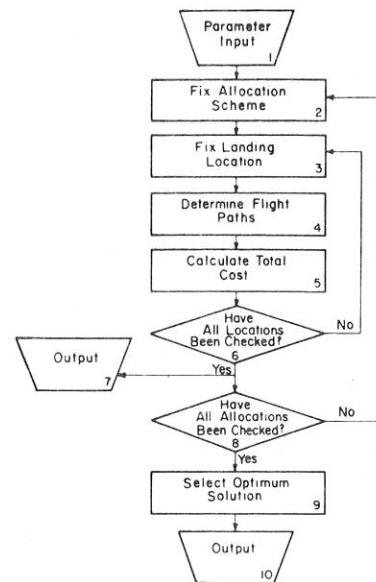 Parameter
Input
1
Fix Allocation
Scheme
2
Fix Landing
Location
3
Determine Flight
Paths
4
Calculate Total
Cost
5
Have
All Locations
Been Checked?
6
No
Yes
Output
7
Have
All Allocations
Been Checked?
8
No
Yes
Select Optimum
Solution
9
Output
10